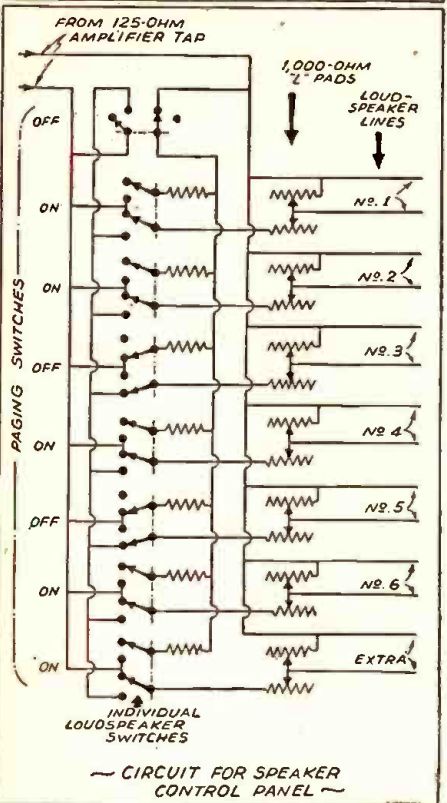 FROM 125-OHM
AMPLIFIER TAP
1,000-OHM
"L" PADS
LOUD-
SPEAKER
LINES
OFF
ON
Nº. 1
ON
Nº. 2
OFF
Nº. 3
PAGING SWITCHES
ON
Nº. 4
OFF
Nº. 5
ON
Nº. 6
ON
EXTRA
INDIVIDUAL
LOUDSPEAKER
SWITCHES
~ CIRCUIT FOR SPEAKER
CONTROL PANEL ~